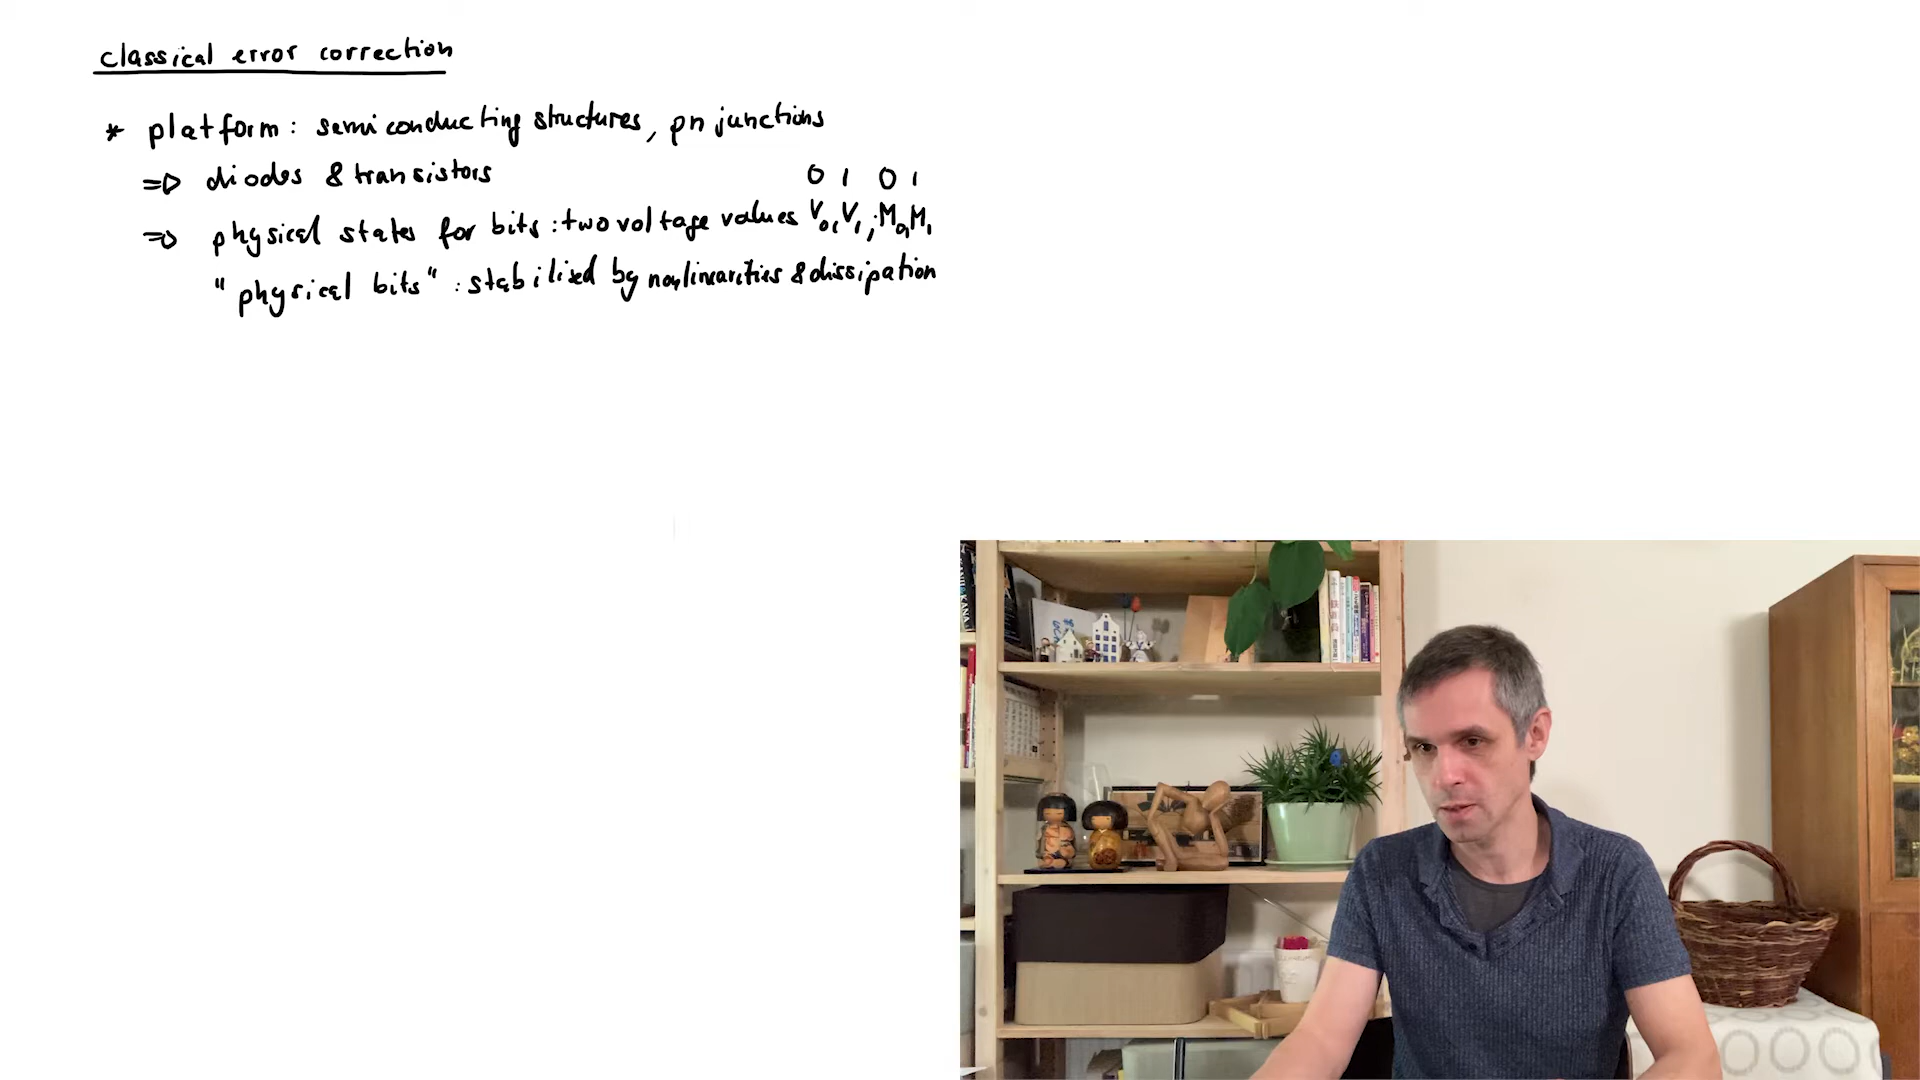 classical error correction
* platform: semiconducting structures, pn junctions
⇒ diodes & transistors
0 1 0 1
⇒ physical states for bits: two voltage values V₀, V₁; M₀, M₁
"physical bits": stabilized by nonlinearities & dissipation